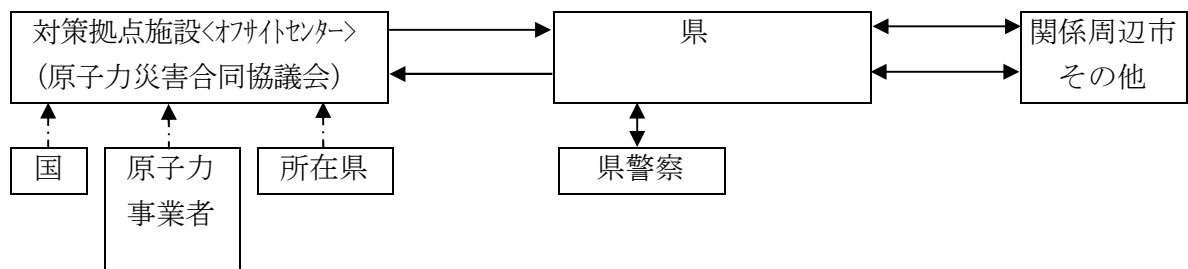 対策拠点施設<オフサイトセンター>
(原子力災害合同協議会)
県
関係周辺市
その他
国
原子力
事業者
所在県
県警察